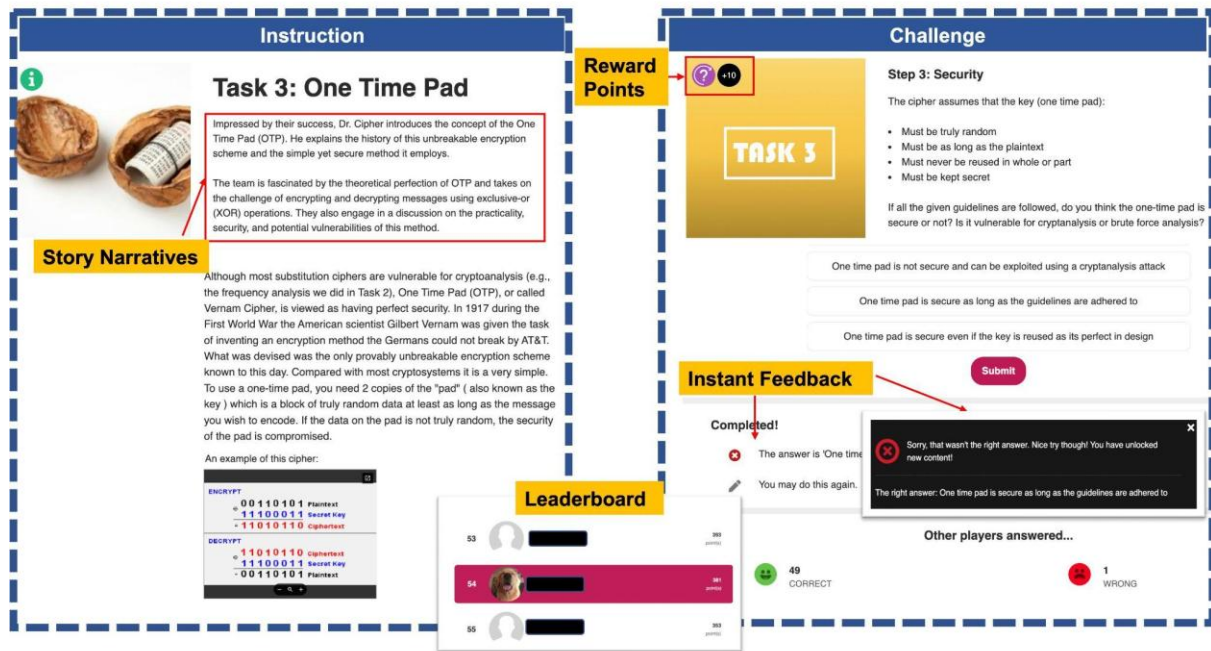 Instruction
Task 3: One Time Pad
Impressed by their success, Dr. Cipher introduces the concept of the One
Time Pad (OTP). He explains the history of this unbreakable encryption
scheme and the simple yet secure method it employs.
The team is fascinated by the theoretical perfection of OTP and takes on
the challenge of encrypting and decrypting messages using exclusive-or
(XOR) operations. They also engage in a discussion on the practicality,
security, and potential vulnerabilities of this method.
Story Narratives
Although most substitution ciphers are vulnerable for cryptoanalysis (e.g.,
the frequency analysis we did in Task 2), One Time Pad (OTP), or called
Vernam Cipher, is viewed as having perfect security. In 1917 during the
First World War the American scientist Gilbert Vernam was given the task
of inventing an encryption method the Germans could not break by AT&T.
What was devised was the only provably unbreakable encryption scheme
known to this day. Compared with most cryptosystems it is a very simple.
To use a one-time pad, you need 2 copies of the "pad" ( also known as the
key ) which is a block of truly random data at least as long as the message
you wish to encode. If the data on the pad is not truly random, the security
of the pad is compromised.
An example of this cipher:
ENCRYPT
00110101 Plaintext
11100011 Secret Key
= 11010110 Ciphertext
DECRYPT
11010110 Ciphertext
11100011 Secret Key
= 00110101 Plaintext
Leaderboard
53
point(s)
54
point(s)
55
point(s)
Challenge
Reward
Points
? +10
TASK 3
Step 3: Security
The cipher assumes that the key (one time pad):
• Must be truly random
• Must be as long as the plaintext
• Must never be reused in whole or part
• Must be kept secret
If all the given guidelines are followed, do you think the one-time pad is
secure or not? Is it vulnerable for cryptanalysis or brute force analysis?
One time pad is not secure and can be exploited using a cryptanalysis attack
One time pad is secure as long as the guidelines are adhered to
One time pad is secure even if the key is reused as its perfect in design
Submit
Instant Feedback
Completed!
The answer is 'One time
You may do this again.
Sorry, that wasn't the right answer. Nice try though! You have unlocked
new content!
The right answer: One time pad is secure as long as the guidelines are adhered to
Other players answered...
49
CORRECT
1
WRONG